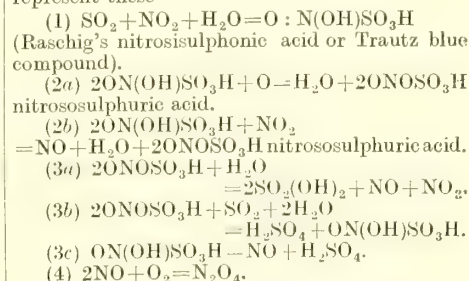 represent these
(1) SO₂+NO₂+H₂O=O : N(OH)SO₃H
(Raschig's nitrosisulphonic acid or Trautz blue
compound).
(2a) 2ON(OH)SO₃H+O=H₂O+2ONOSO₃H
nitrososulphuric acid.
(2b) 2ON(OH)SO₃H+NO₂
=NO+H₂O+2ONOSO₃H nitrososulphuric acid.
(3a) 2ONOSO₃H+H₂O
=2SO₂(OH)₂+NO+NO₂.
(3b) 2ONOSO₃H+SO₂+2H₂O
=H₂SO₄+ON(OH)SO₃H.
(3c) ON(OH)SO₃H=NO+H₂SO₄.
(4) 2NO+O₂=N₂O₄.